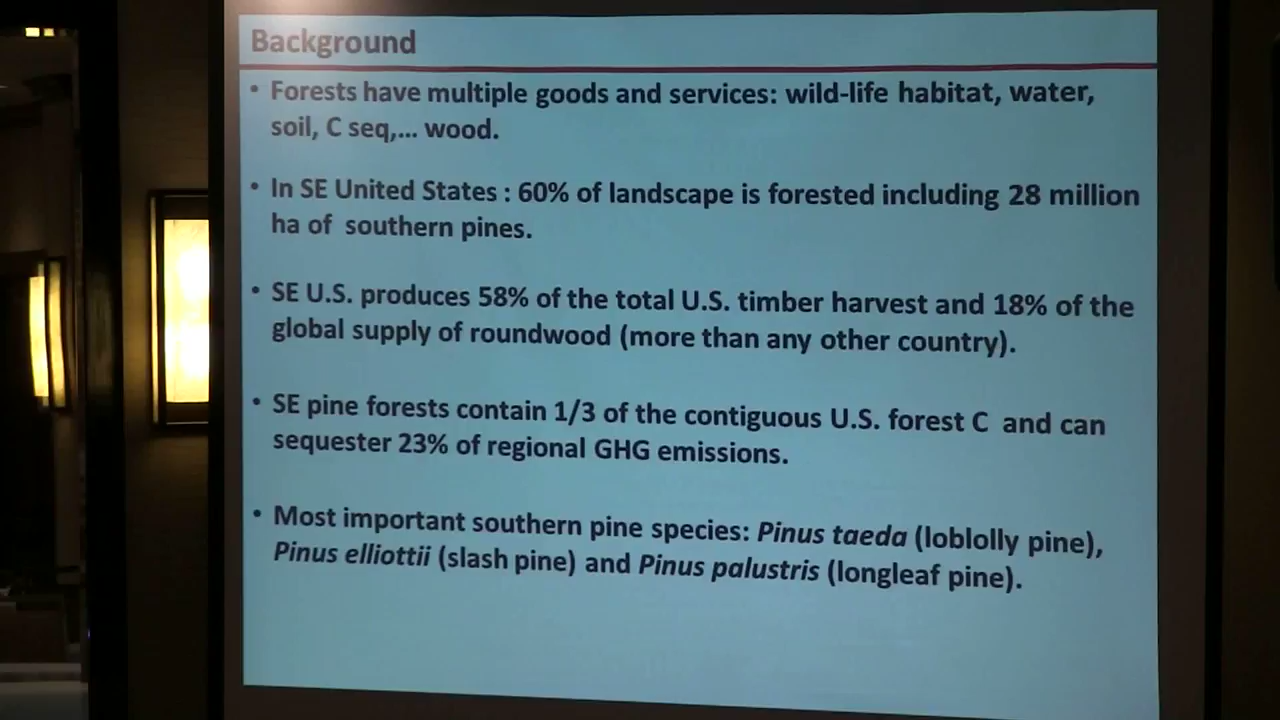 Background
• Forests have multiple goods and services: wild-life habitat, water,
soil, C seq,... wood.
• In SE United States : 60% of landscape is forested including 28 million
ha of southern pines.
• SE U.S. produces 58% of the total U.S. timber harvest and 18% of the
global supply of roundwood (more than any other country).
• SE pine forests contain 1/3 of the contiguous U.S. forest C and can
sequester 23% of regional GHG emissions.
• Most important southern pine species: Pinus taeda (loblolly pine),
Pinus elliottii (slash pine) and Pinus palustris (longleaf pine).